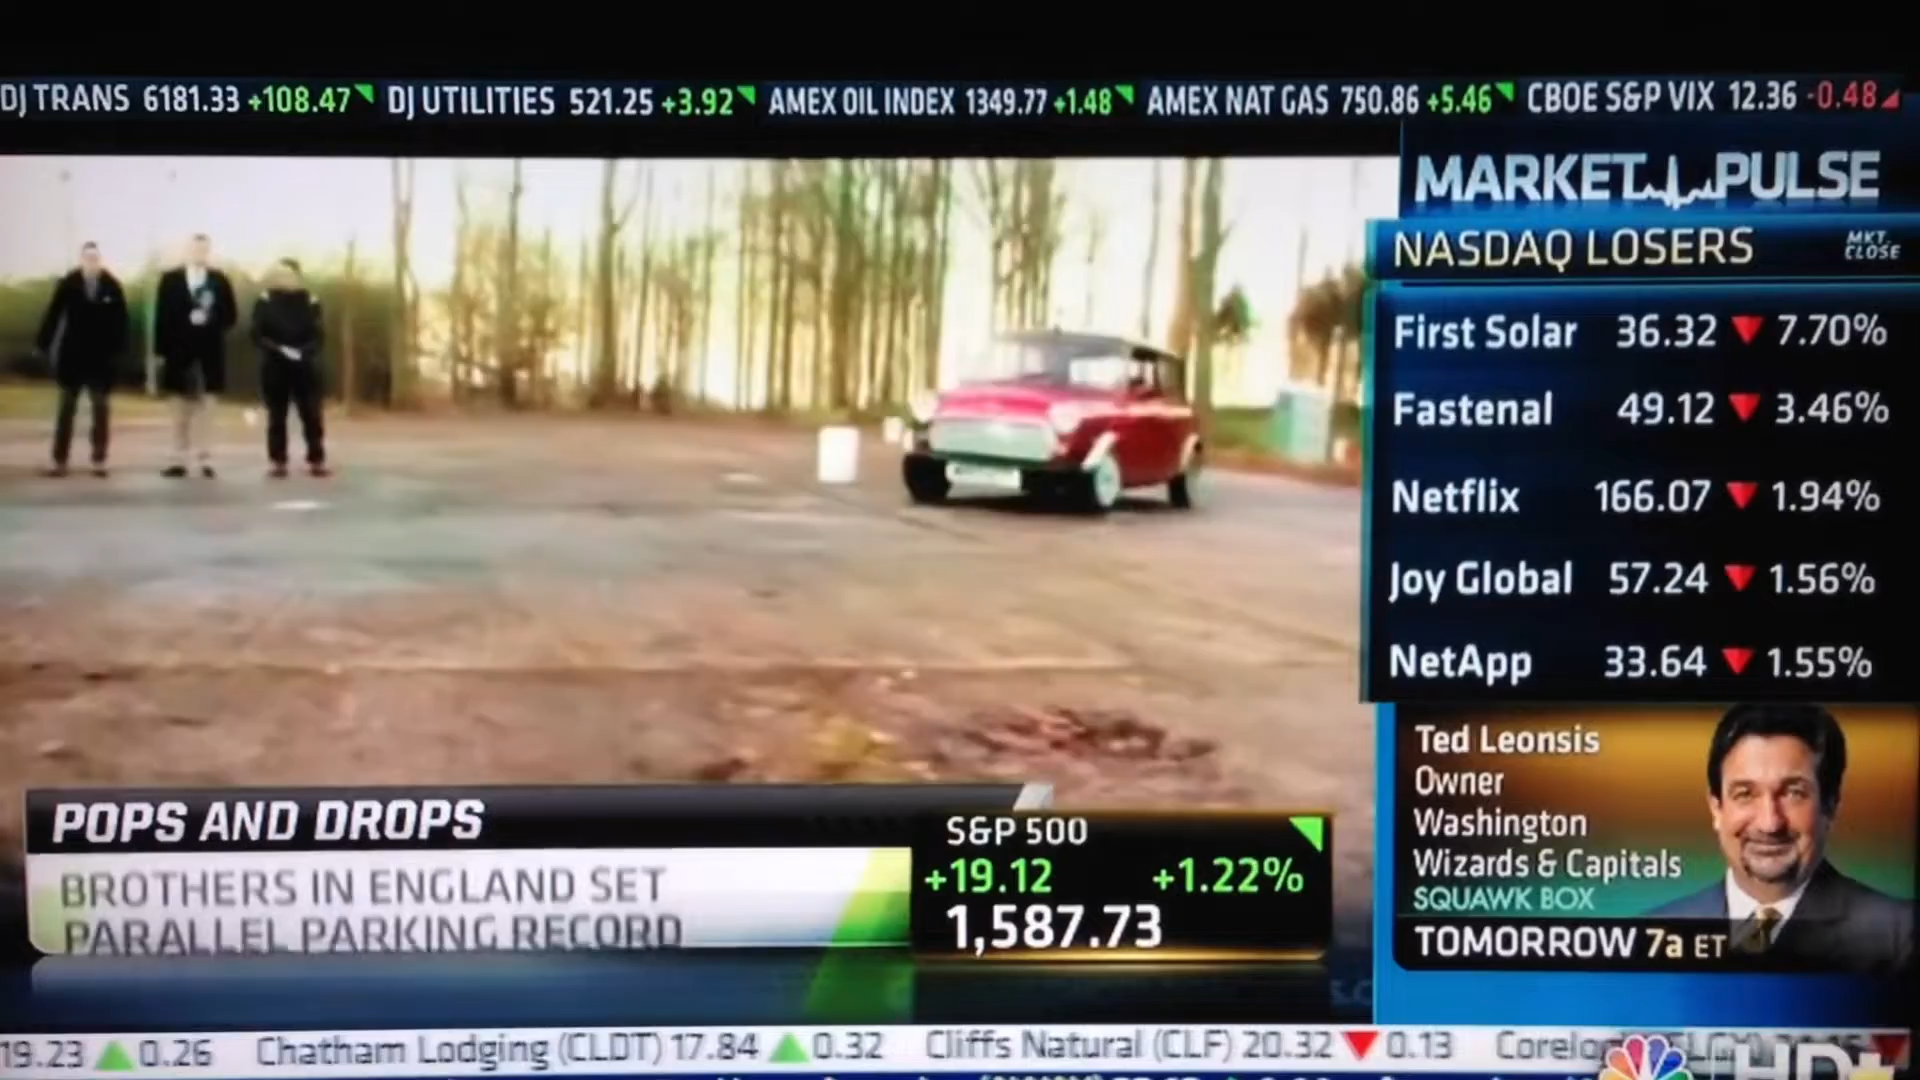 DJ TRANS 6181.33 +108.47 DJ UTILITIES 521.25 +3.92 AMEX OIL INDEX 1349.77 +1.48 AMEX NAT GAS 750.86 +5.46 CBOE S&P VIX 12.36 -0.48
MARKET PULSE
NASDAQ LOSERS MKT. CLOSE
First Solar 36.32 7.70%
Fastenal 49.12 3.46%
Netflix 166.07 1.94%
Joy Global 57.24 1.56%
NetApp 33.64 1.55%
Ted Leonsis
Owner
Washington
Wizards & Capitals
SQUAWK BOX
TOMORROW 7a ET
POPS AND DROPS
BROTHERS IN ENGLAND SET
PARALLEL PARKING RECORD
S&P 500
+19.12 +1.22%
1,587.73
19.23 0.26 Chatham Lodging (CLDT) 17.84 0.32 Cliffs Natural (CLF) 20.32 0.13
HD+